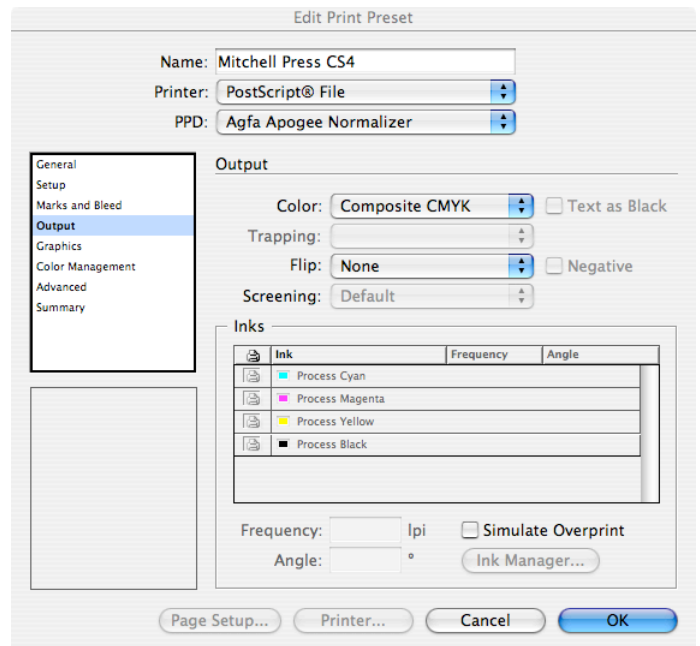 Edit Print Preset
Name: Mitchell Press CS4
Printer: PostScript® File
PPD: Agfa Apogee Normalizer
General
Setup
Marks and Bleed
Output
Graphics
Color Management
Advanced
Summary
Output
Color: Composite CMYK Text as Black
Trapping:
Flip: None Negative
Screening: Default
Inks
Ink Frequency Angle
Process Cyan
Process Magenta
Process Yellow
Process Black
Frequency: lpi Simulate Overprint
Angle: ° Ink Manager...
Page Setup... Printer... Cancel OK